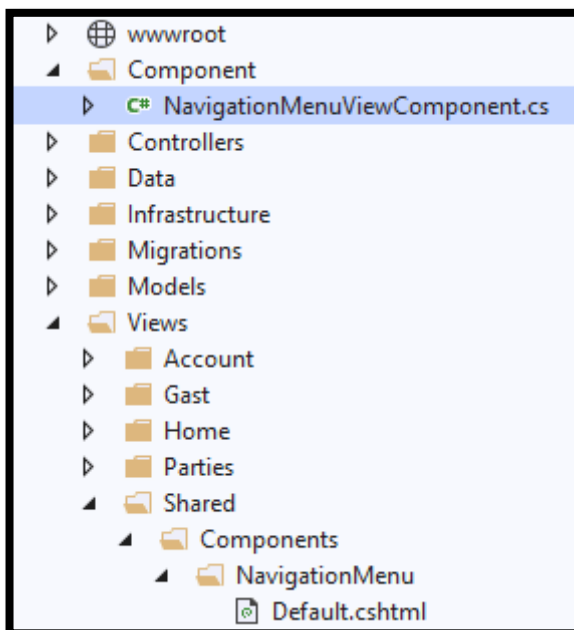 wwwroot
Component
C# NavigationMenuViewComponent.cs
Controllers
Data
Infrastructure
Migrations
Models
Views
Account
Gast
Home
Parties
Shared
Components
NavigationMenu
Default.cshtml